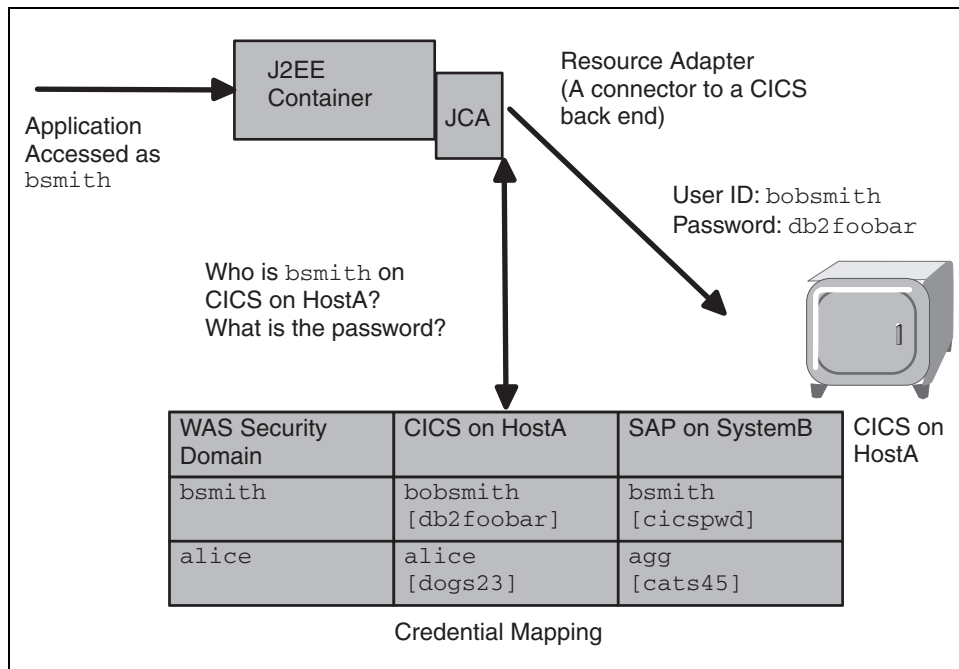 J2EE
Container
JCA
Resource Adapter
(A connector to a CICS
back end)
Application
Accessed as
bsmith
User ID: bobsmith
Password: db2foobar
Who is bsmith on
CICS on HostA?
What is the password?
CICS on
HostA
WAS Security
Domain
CICS on HostA
SAP on SystemB
bsmith
bobsmith
[db2foobar]
bsmith
[cicspwd]
alice
alice
[dogs23]
agg
[cats45]
Credential Mapping